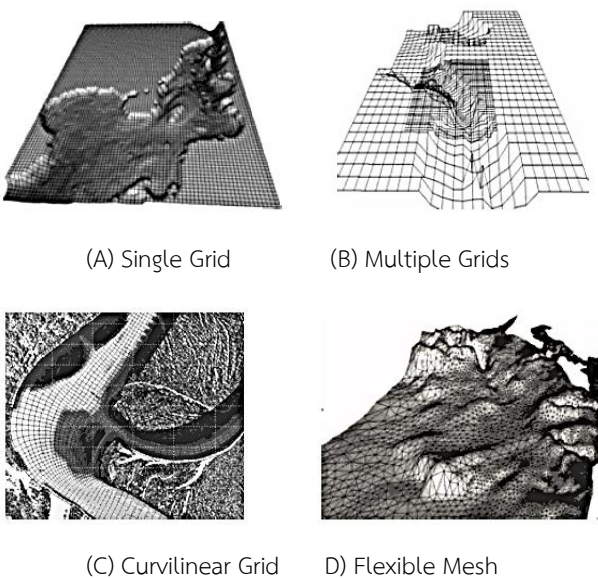 (A) Single Grid
(B) Multiple Grids
(C) Curvilinear Grid
D) Flexible Mesh